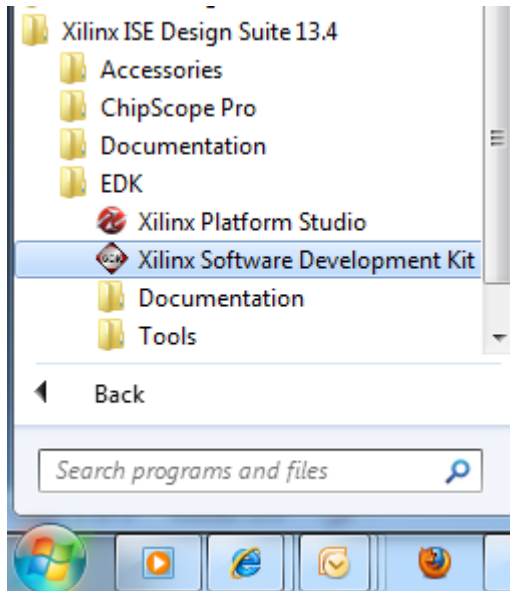 Xilinx ISE Design Suite 13.4
Accessories
ChipScope Pro
Documentation
EDK
Xilinx Platform Studio
Xilinx Software Development Kit
Documentation
Tools
Back
Search programs and files